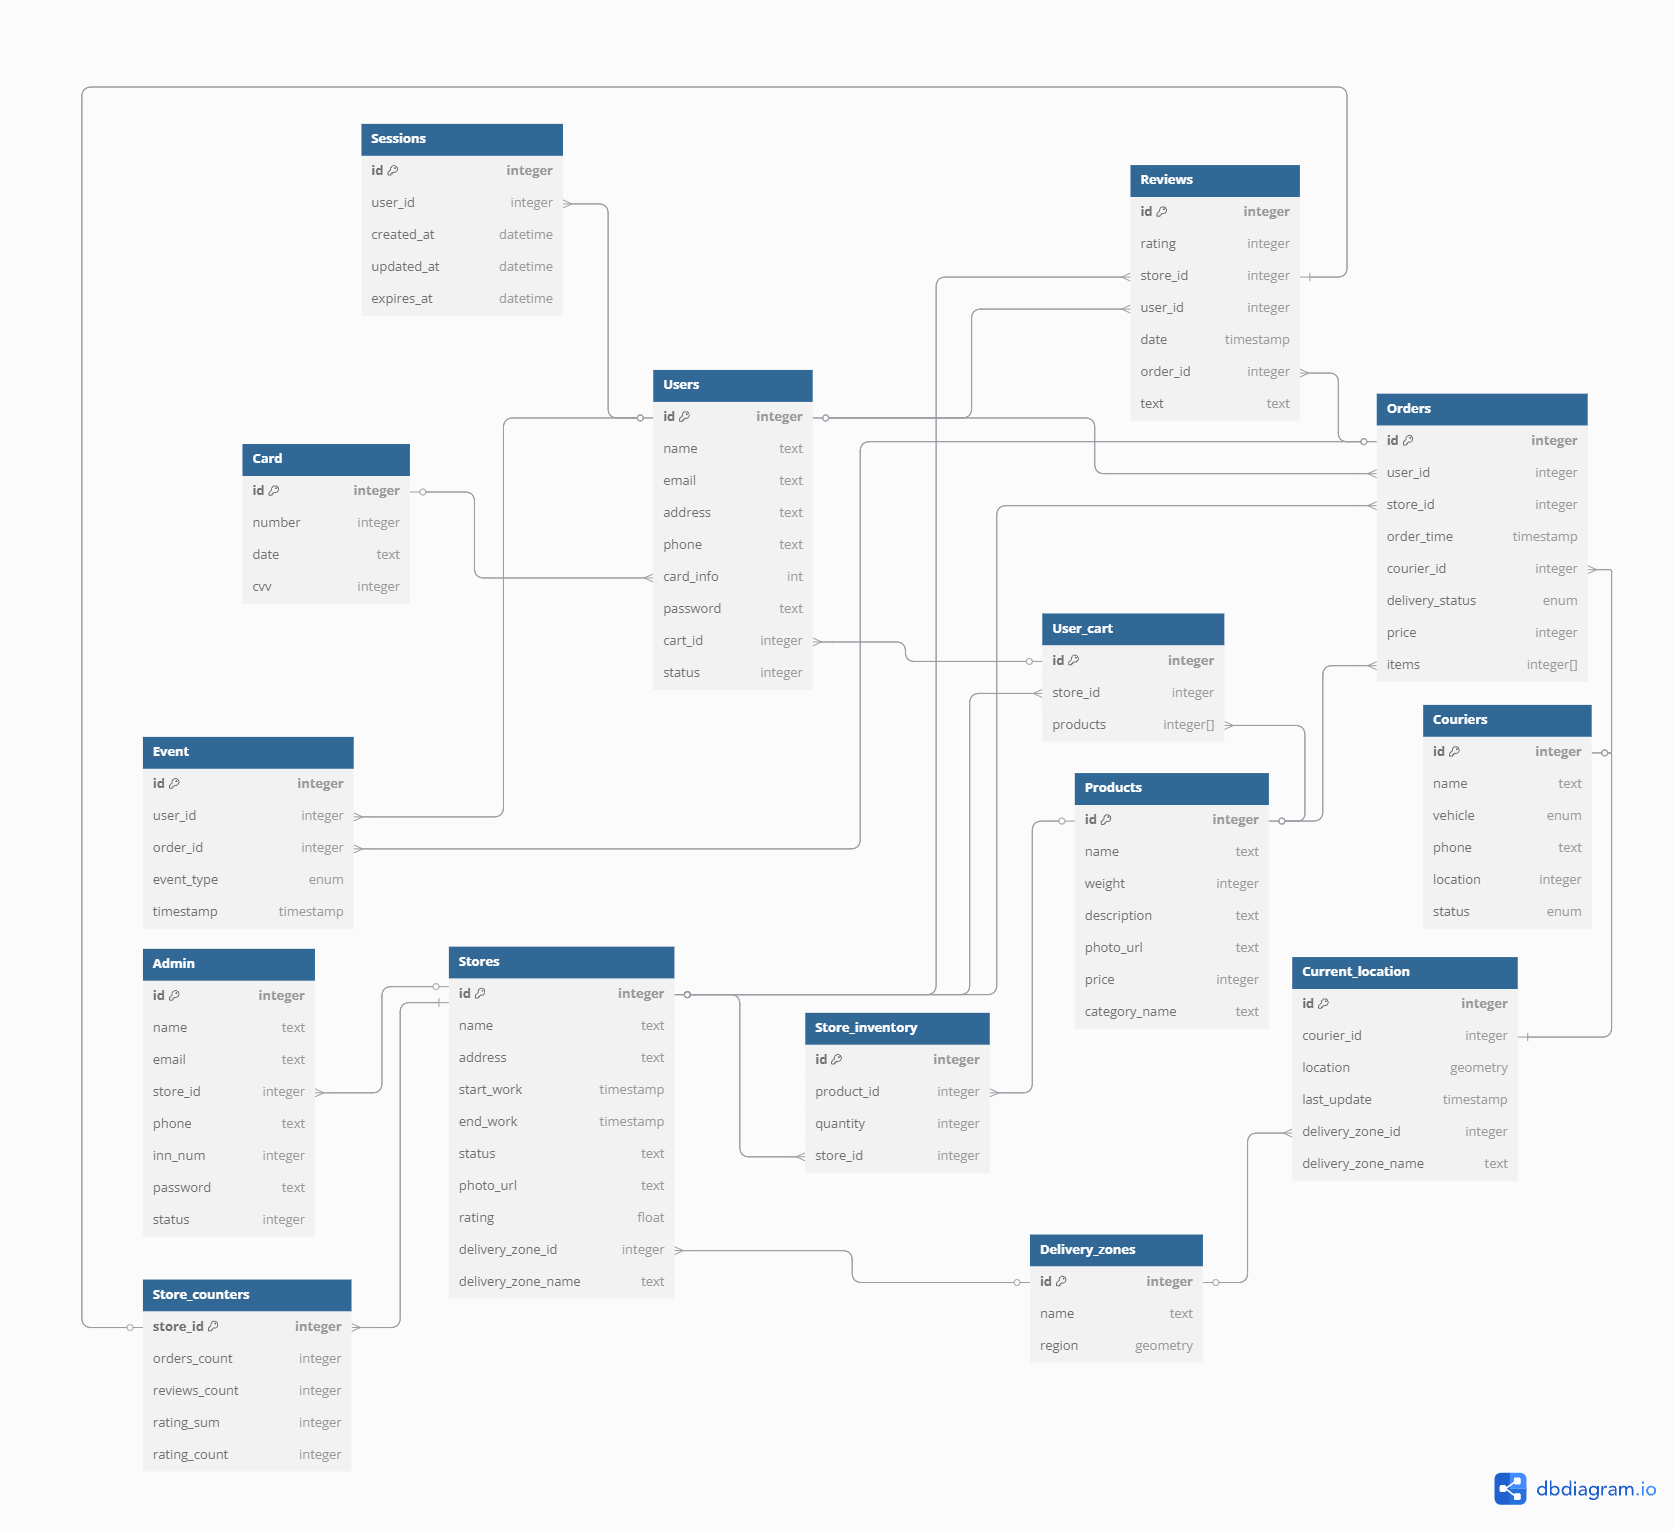 Sessions
id integer
user_id integer
created_at datetime
updated_at datetime
expires_at datetime
Reviews
id integer
rating integer
store_id integer
user_id integer
date timestamp
order_id integer
text text
Users
id integer
name text
email text
address text
phone text
card_info int
password text
cart_id integer
status integer
Orders
id integer
user_id integer
store_id integer
order_time timestamp
courier_id integer
delivery_status enum
price integer
items integer[]
Card
id integer
number integer
date text
cvv integer
User_cart
id integer
store_id integer
products integer[]
Couriers
id integer
name text
vehicle enum
phone text
location integer
status enum
Event
id integer
user_id integer
order_id integer
event_type enum
timestamp timestamp
Products
id integer
name text
weight integer
description text
photo_url text
price integer
category_name text
Admin
id integer
name text
email text
store_id integer
phone text
inn_num integer
password text
status integer
Stores
id integer
name text
address text
start_work timestamp
end_work timestamp
status text
photo_url text
rating float
delivery_zone_id integer
delivery_zone_name text
Store_inventory
id integer
product_id integer
quantity integer
store_id integer
Current_location
id integer
courier_id integer
location geometry
last_update timestamp
delivery_zone_id integer
delivery_zone_name text
Delivery_zones
id integer
name text
region geometry
Store_counters
store_id integer
orders_count integer
reviews_count integer
rating_sum integer
rating_count integer
dbdiagram.io